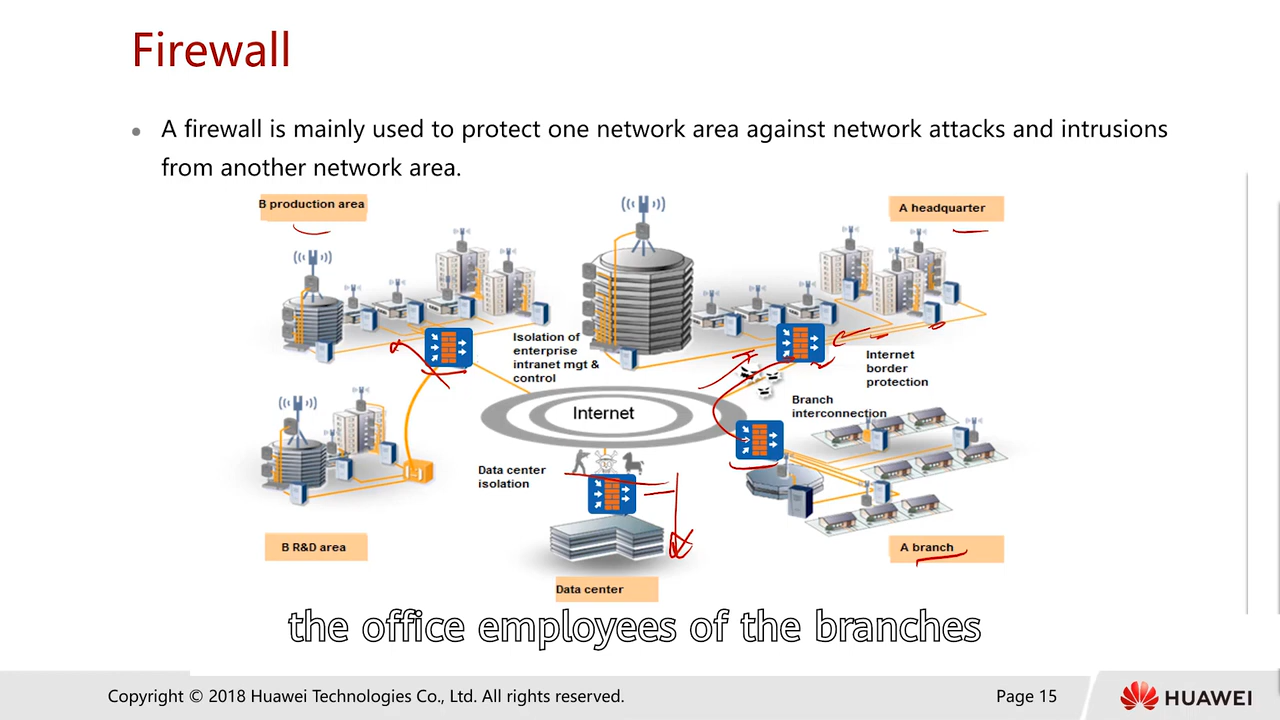 Firewall
A firewall is mainly used to protect one network area against network attacks and intrusions
from another network area.
B production area
A headquarter
Isolation of
enterprise
intranet mgt &
control
Internet
border
protection
Internet
Branch
interconnection
Data center
isolation
B R&D area
A branch
Data center
the office employees of the branches
Copyright © 2018 Huawei Technologies Co., Ltd. All rights reserved.
Page 15
HUAWEI